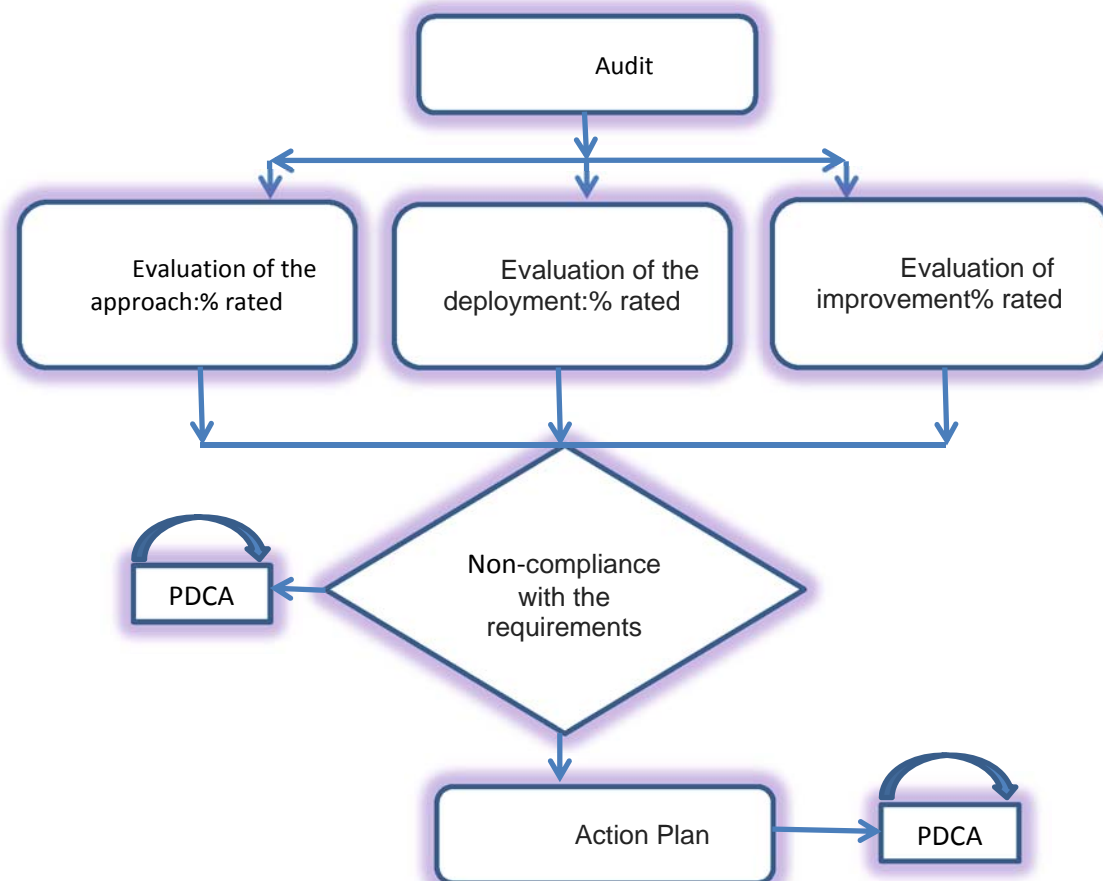 Audit
Evaluation of the
approach:% rated
Evaluation of the
deployment:% rated
Evaluation of
improvement% rated
Non-compliance
with the
requirements
PDCA
Action Plan
PDCA